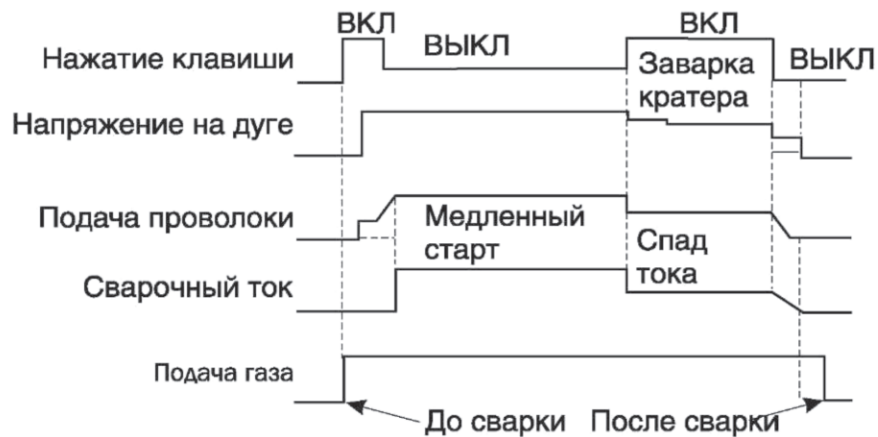 ВКЛ
ВЫКЛ
ВКЛ
ВЫКЛ
Нажатие клавиши
Заварка
кратера
Напряжение на дуге
Подача проволоки
Медленный
старт
Спад
тока
Сварочный ток
Подача газа
До сварки
После сварки